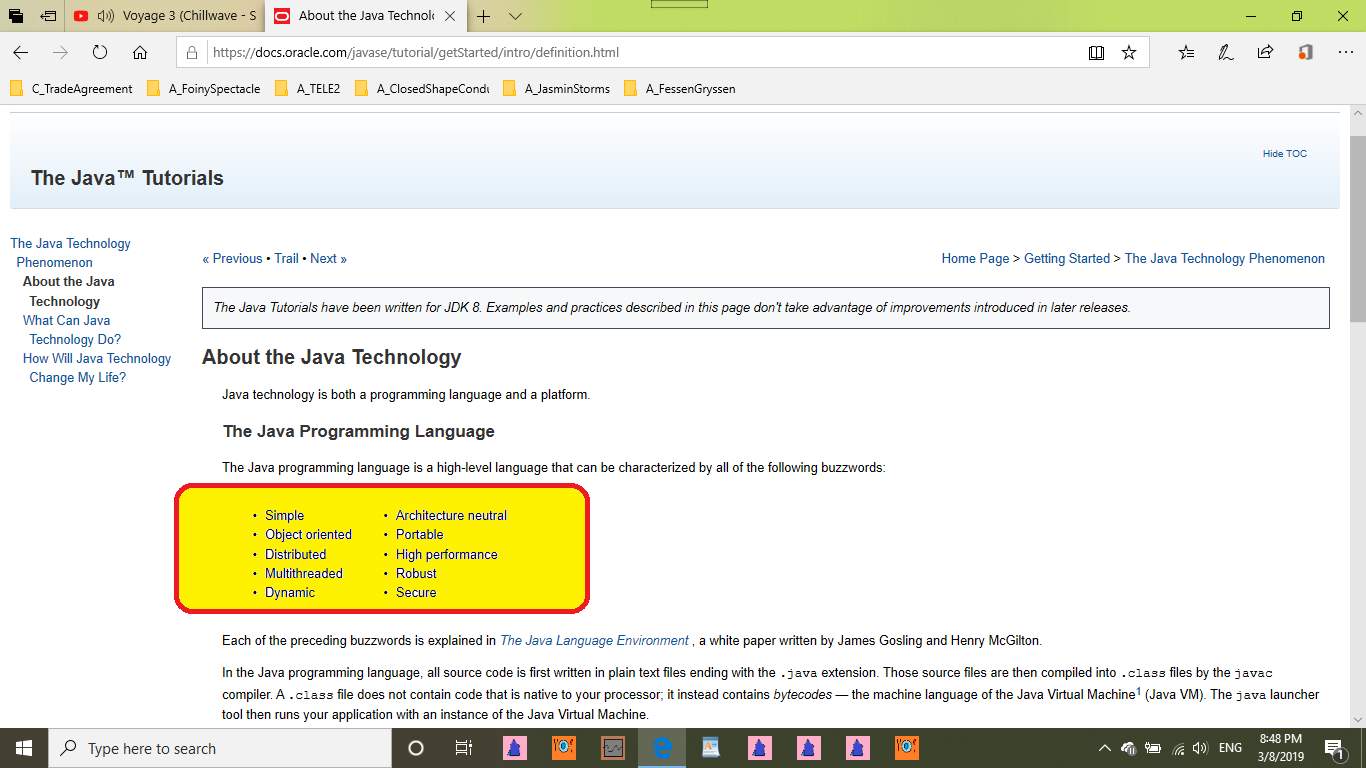 Voyage 3 (Chillwave - S
About the Java Technolo
https://docs.oracle.com/javase/tutorial/getStarted/intro/definition.html
C_TradeAgreement
A_FoinySpectacle
A_TELE2
A_ClosedShapeCondu
A_JasminStorms
A_FessenGryssen
Hide TOC
The Java™ Tutorials
The Java Technology
Phenomenon
About the Java
Technology
What Can Java
Technology Do?
How Will Java Technology
Change My Life?
« Previous • Trail • Next »
Home Page > Getting Started > The Java Technology Phenomenon
The Java Tutorials have been written for JDK 8. Examples and practices described in this page don't take advantage of improvements introduced in later releases.
About the Java Technology
Java technology is both a programming language and a platform.
The Java Programming Language
The Java programming language is a high-level language that can be characterized by all of the following buzzwords:
• Simple
• Object oriented
• Distributed
• Multithreaded
• Dynamic
• Architecture neutral
• Portable
• High performance
• Robust
• Secure
Each of the preceding buzzwords is explained in The Java Language Environment , a white paper written by James Gosling and Henry McGilton.
In the Java programming language, all source code is first written in plain text files ending with the .java extension. Those source files are then compiled into .class files by the javac
compiler. A .class file does not contain code that is native to your processor; it instead contains bytecodes — the machine language of the Java Virtual Machine1 (Java VM). The java launcher
tool then runs your application with an instance of the Java Virtual Machine.
Type here to search
ENG
8:48 PM
3/8/2019
1